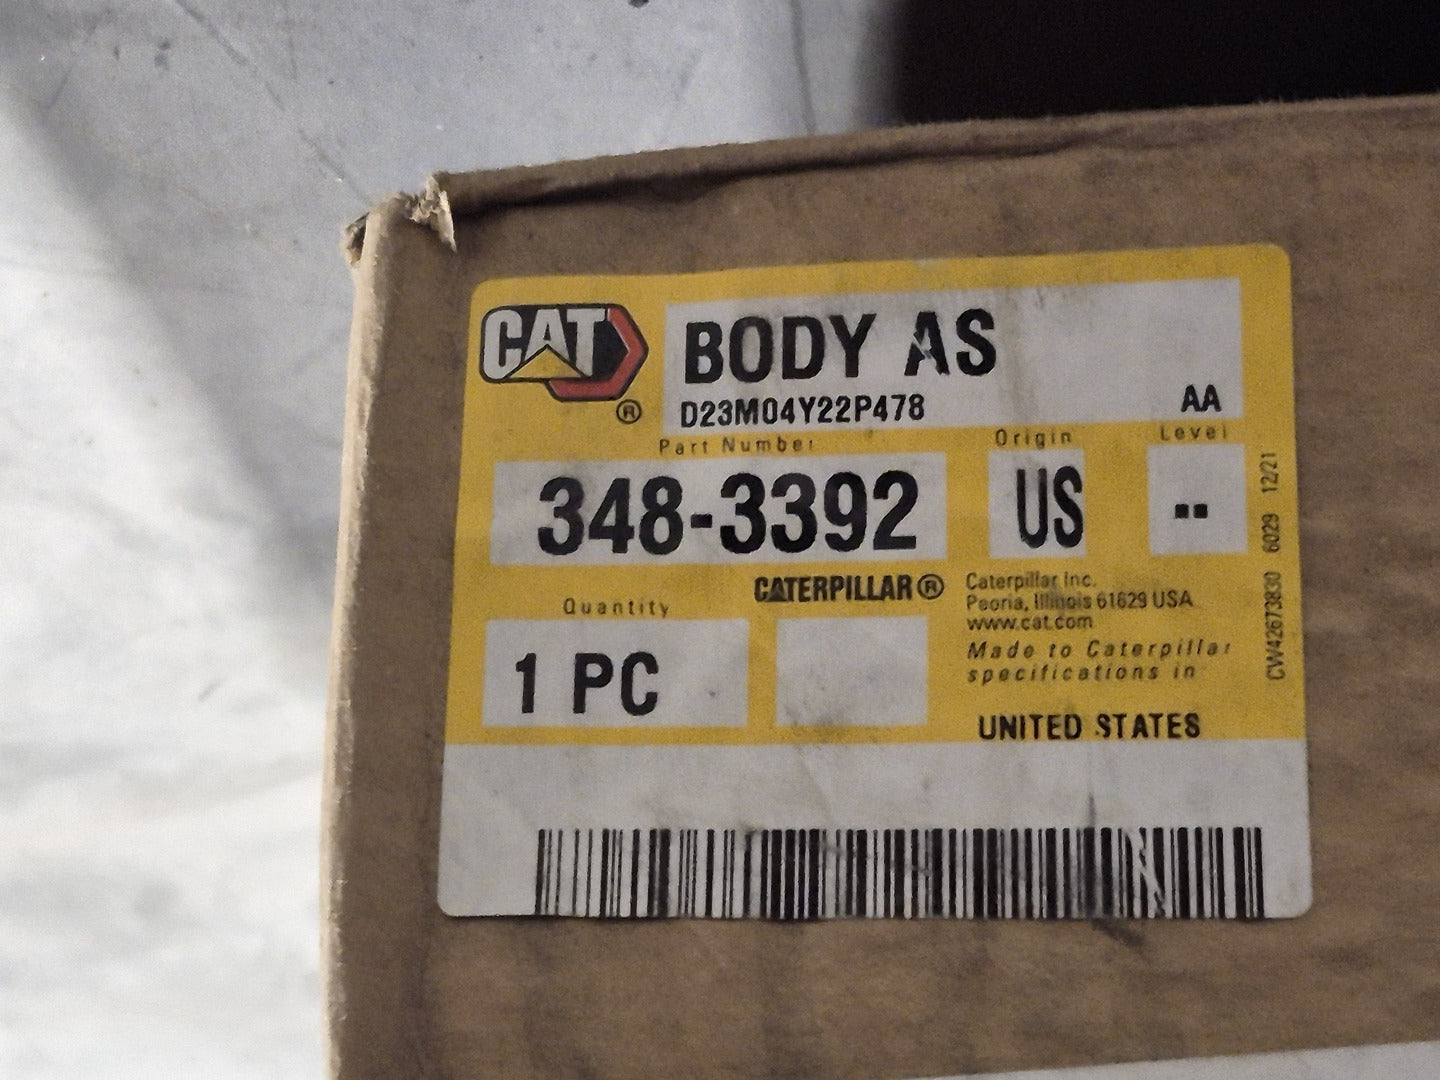 CAT
®
BODY AS
D23M04Y22P478
AA
Part Number
Origin
Level
348-3392
US
--
CATERPILLAR®
Caterpillar Inc.
Peoria, Illinois 61629 USA
www.cat.com
Made to Caterpillar
specifications in
UNITED STATES
Quantity
1 PC
CW42673830 6029 12/21